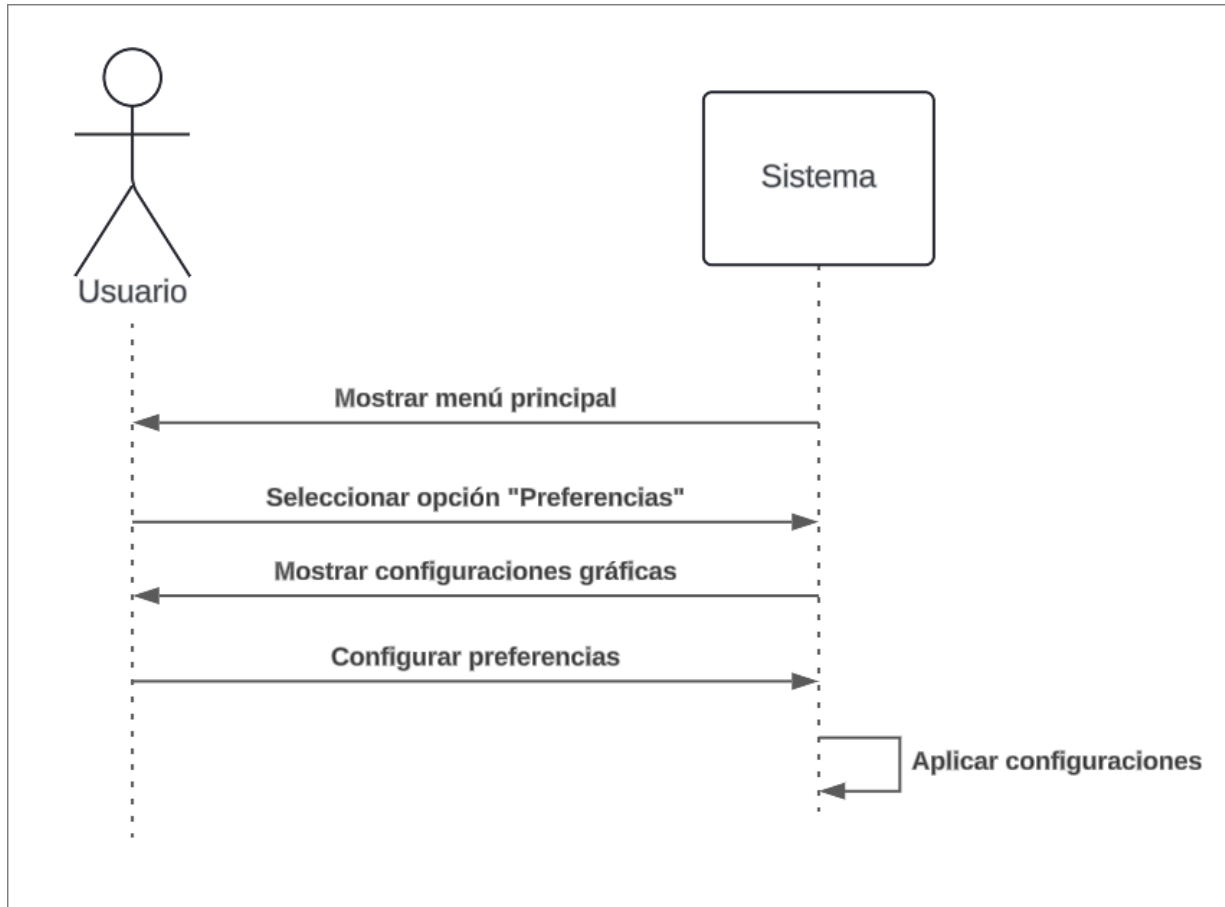 Sistema
Usuario
Mostrar menú principal
Seleccionar opción "Preferencias"
Mostrar configuraciones gráficas
Configurar preferencias
Aplicar configuraciones